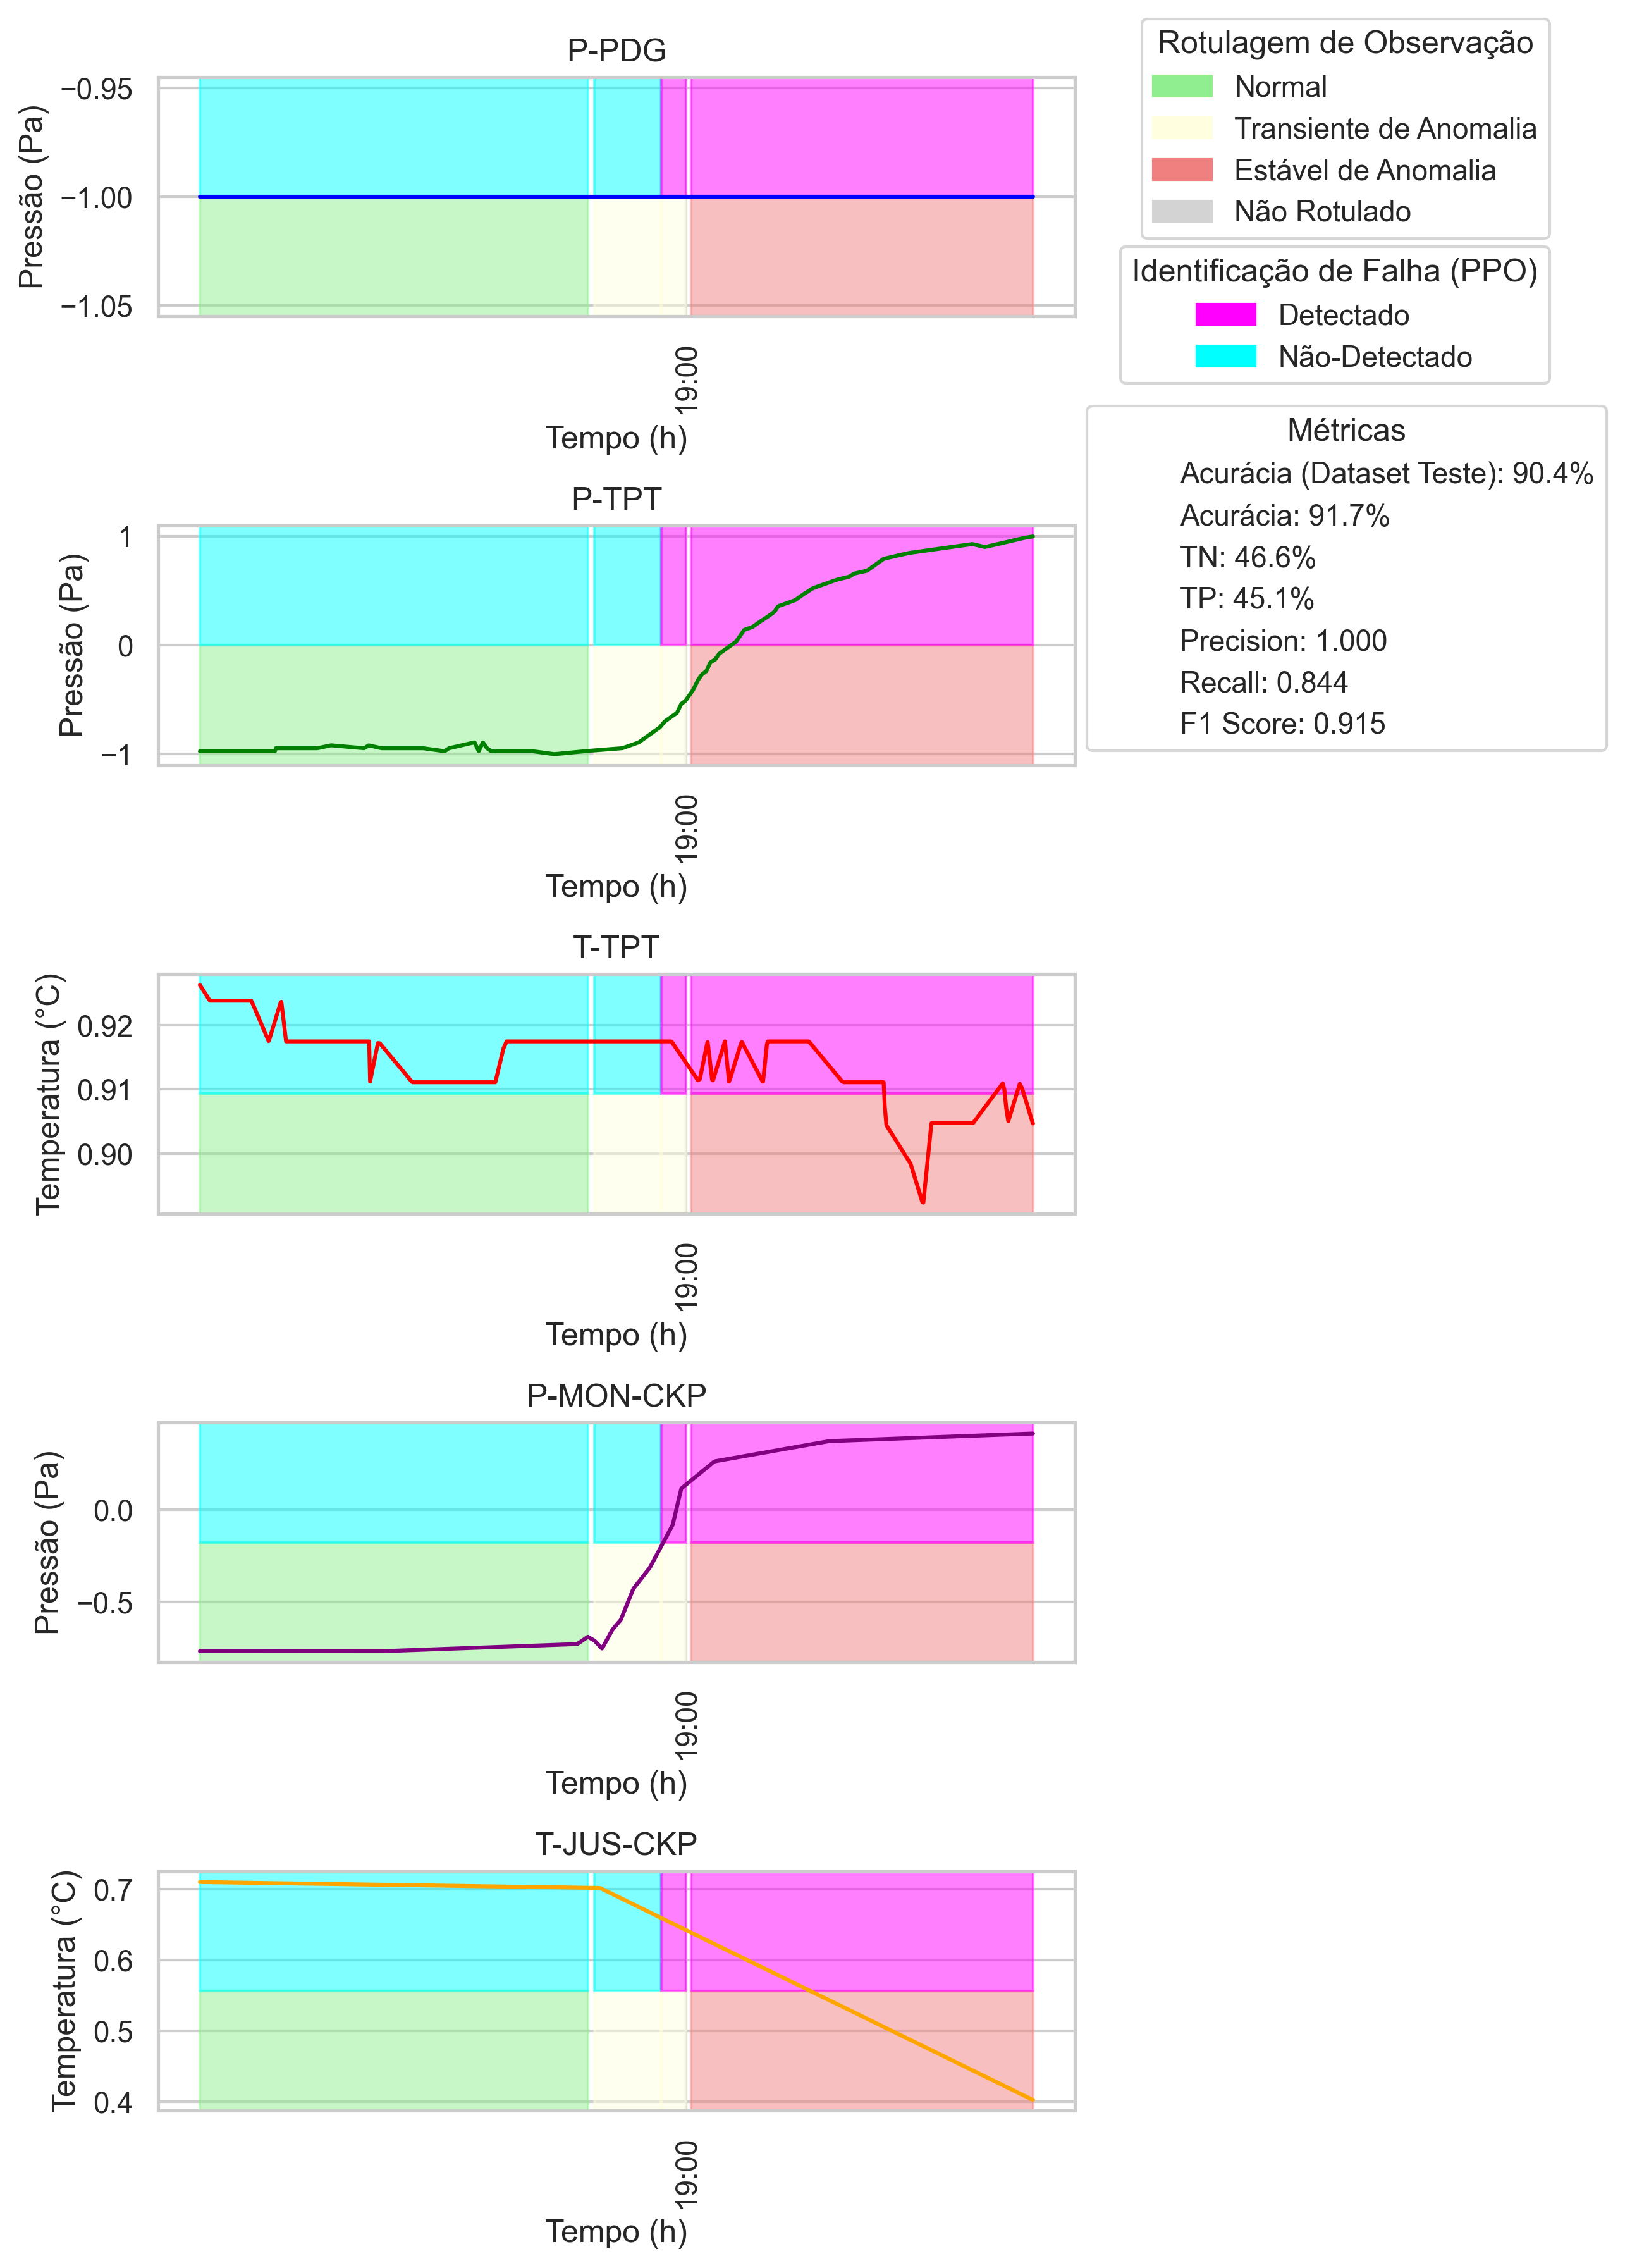 P-PDG
Pressão (Pa)
−0.95
−1.00
−1.05
19:00
Tempo (h)
Rotulagem de Observação
Normal
Transiente de Anomalia
Estável de Anomalia
Não Rotulado
Identificação de Falha (PPO)
Detectado
Não-Detectado
Métricas
Acurácia (Dataset Teste): 90.4%
Acurácia: 91.7%
TN: 46.6%
TP: 45.1%
Precision: 1.000
Recall: 0.844
F1 Score: 0.915
P-TPT
Pressão (Pa)
1
0
−1
19:00
Tempo (h)
T-TPT
Temperatura (°C)
0.92
0.91
0.90
19:00
Tempo (h)
P-MON-CKP
Pressão (Pa)
0.0
−0.5
19:00
Tempo (h)
T-JUS-CKP
Temperatura (°C)
0.7
0.6
0.5
0.4
19:00
Tempo (h)